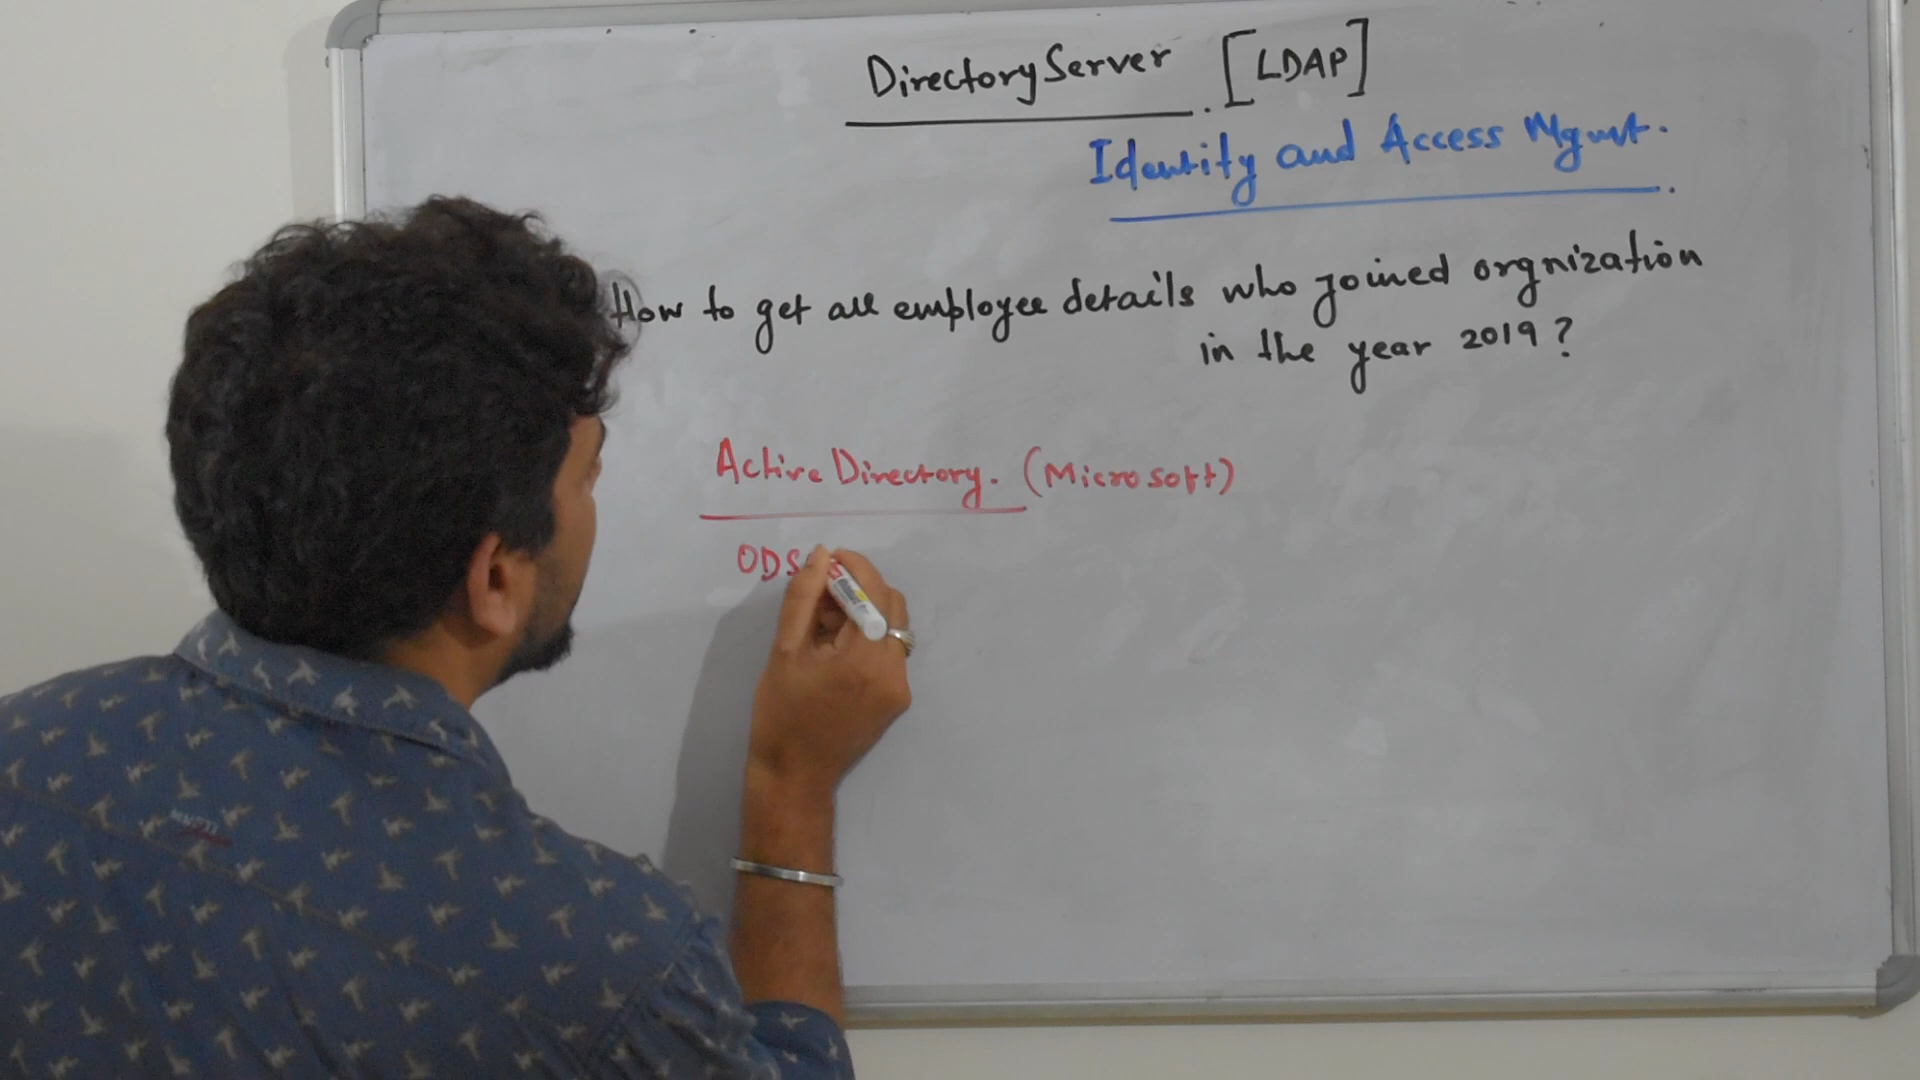 Directory Server . [LDAP]
Identity and Access Mgmt.
How to get all employee details who joined orgnization
in the year 2019?
Active Directory. (Microsoft)
ODS